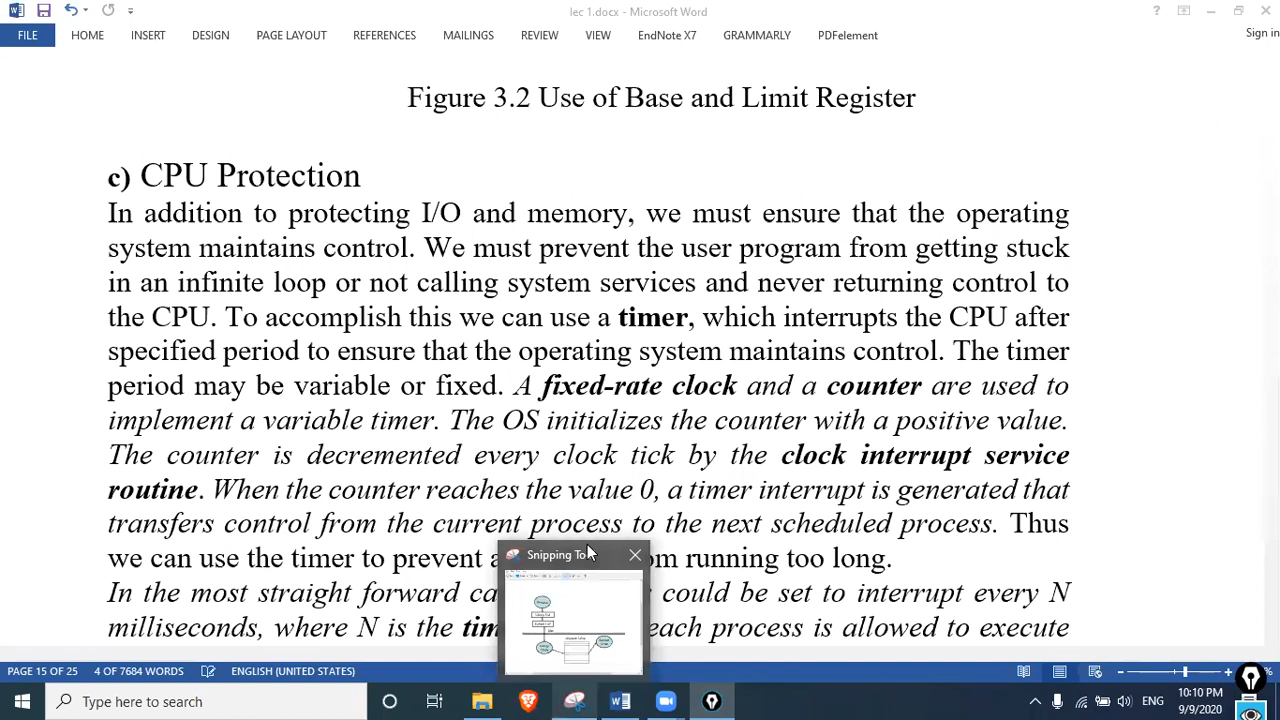 lec 1.docx - Microsoft Word
FILE HOME INSERT DESIGN PAGE LAYOUT REFERENCES MAILINGS REVIEW VIEW EndNote X7 GRAMMARLY PDFelement Sign in
Figure 3.2 Use of Base and Limit Register
c) CPU Protection
In addition to protecting I/O and memory, we must ensure that the operating
system maintains control. We must prevent the user program from getting stuck
in an infinite loop or not calling system services and never returning control to
the CPU. To accomplish this we can use a timer, which interrupts the CPU after
specified period to ensure that the operating system maintains control. The timer
period may be variable or fixed. A fixed-rate clock and a counter are used to
implement a variable timer. The OS initializes the counter with a positive value.
The counter is decremented every clock tick by the clock interrupt service
routine. When the counter reaches the value 0, a timer interrupt is generated that
transfers control from the current process to the next scheduled process. Thus
we can use the timer to prevent a om running too long.
Snipping To
In the most straight forward ca could be set to interrupt every N
milliseconds, where N is the tim each process is allowed to execute
PAGE 15 OF 25 4 OF 7684 WORDS ENGLISH (UNITED STATES) %
Type here to search ENG 10:10 PM
9/9/2020